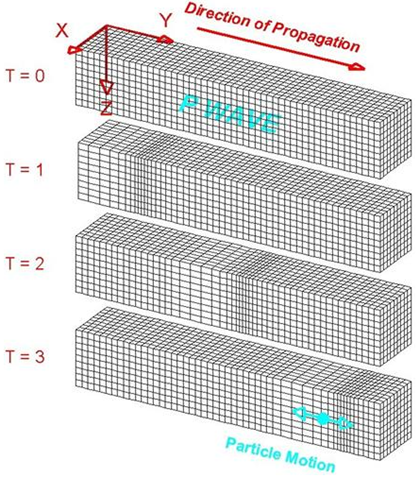 Direction of Propagation
X
Y
Z
T = 0
P WAVE
T = 1
T = 2
T = 3
Particle Motion